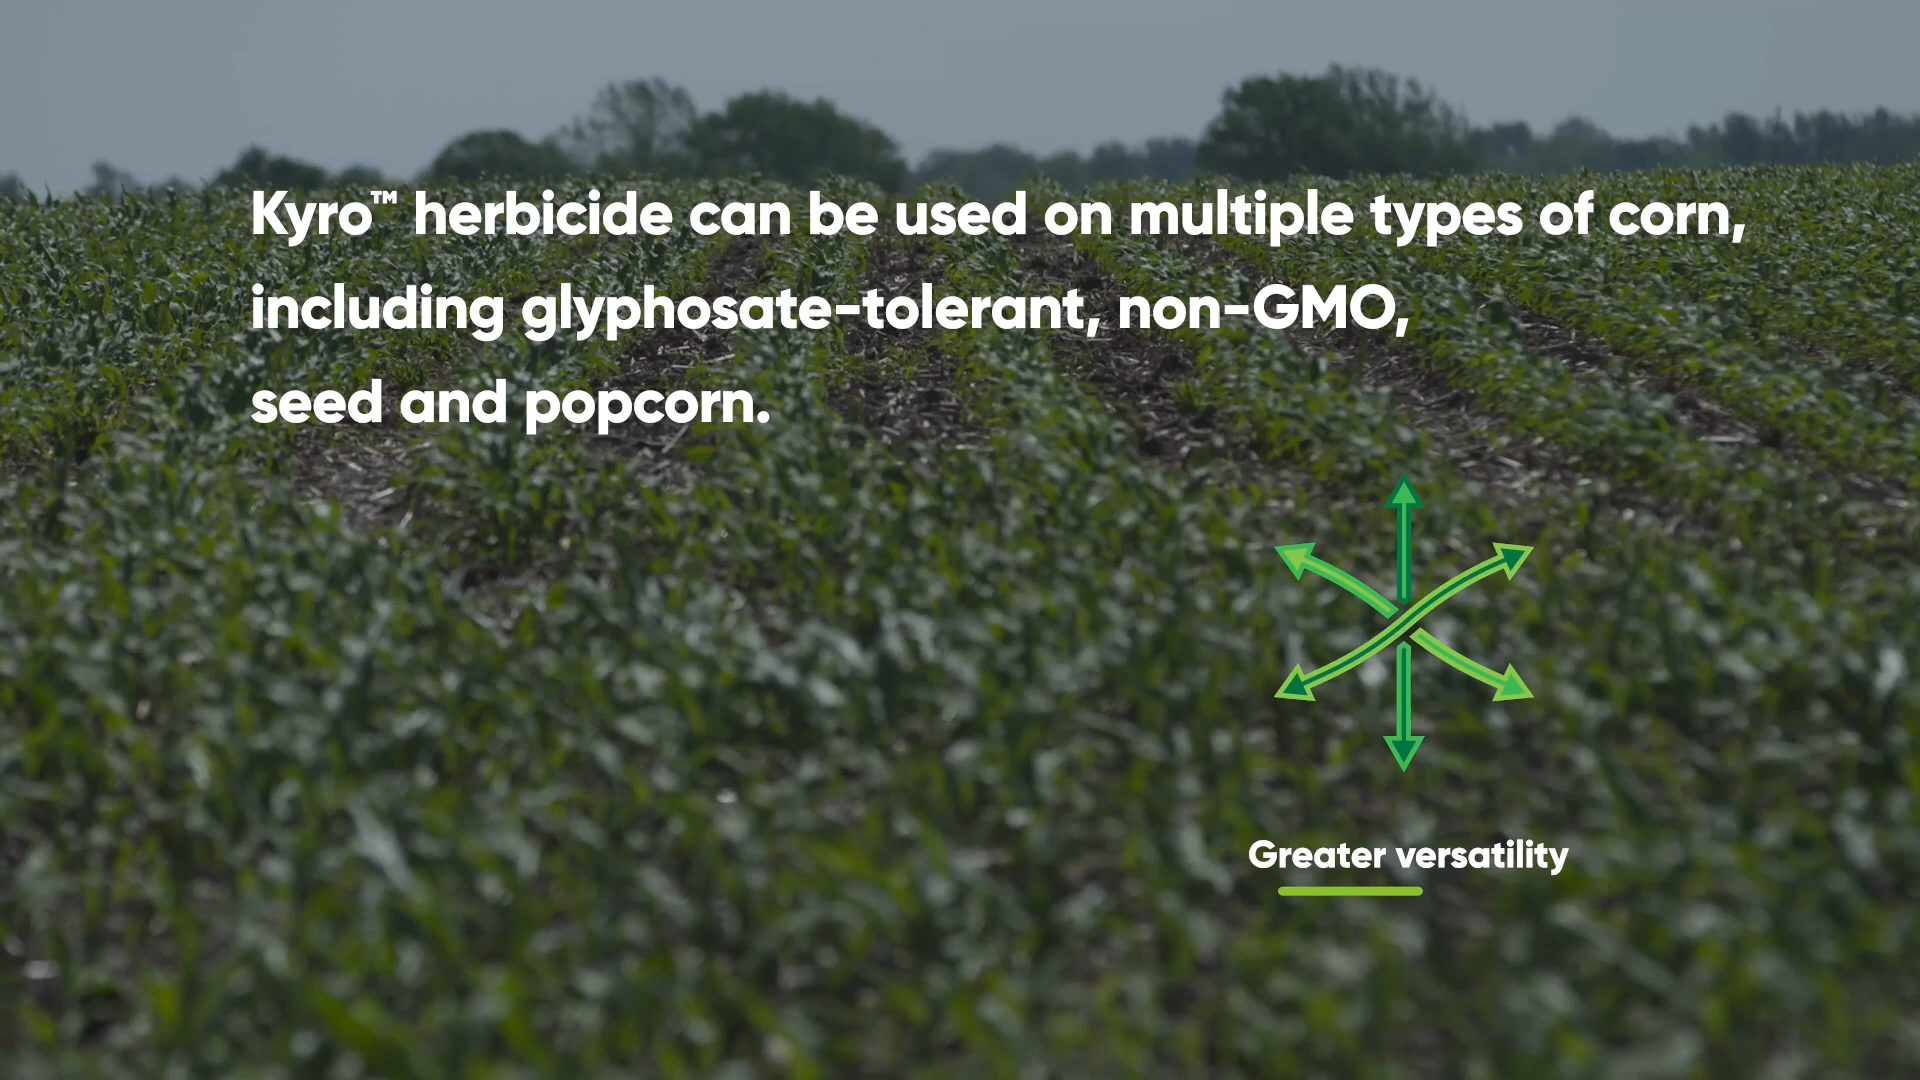 Kyro™ herbicide can be used on multiple types of corn,
including glyphosate-tolerant, non-GMO,
seed and popcorn.
Greater versatility